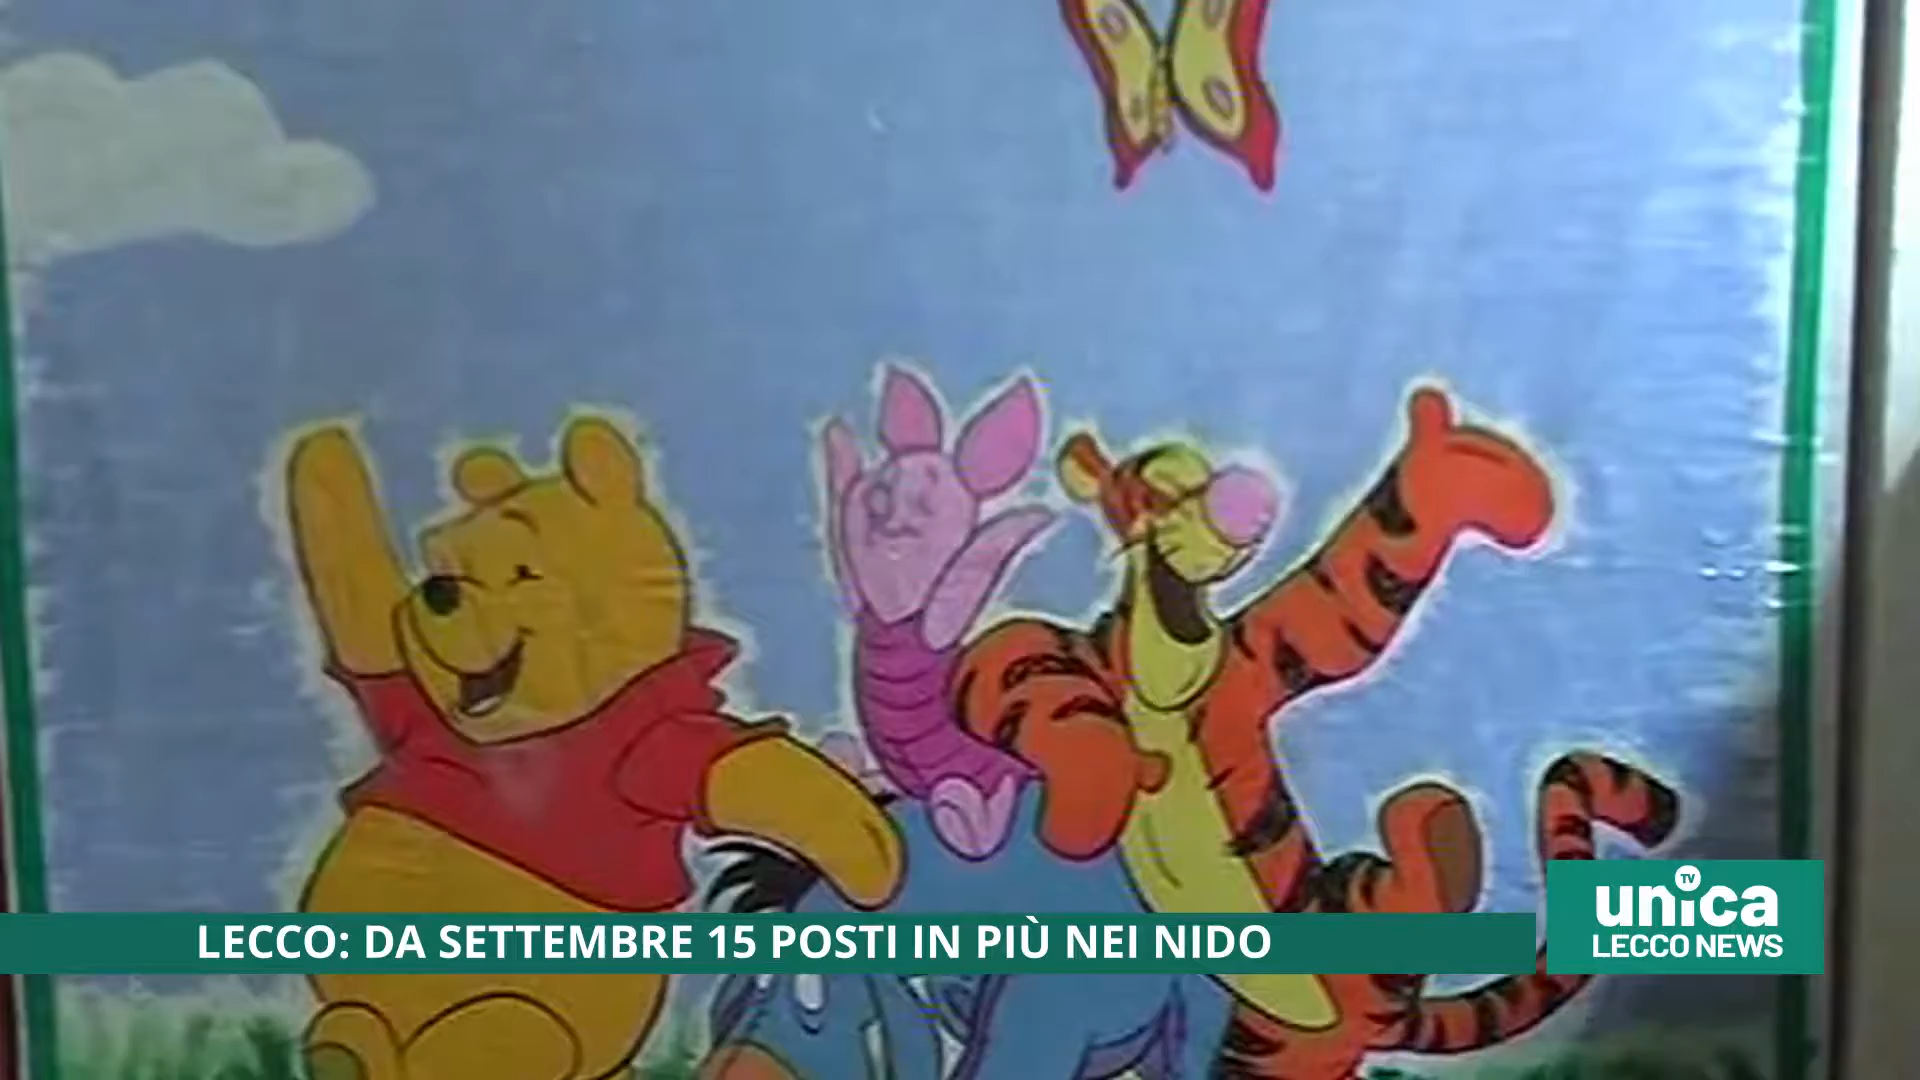 LECCO: DA SETTEMBRE 15 POSTI IN PIÙ NEI NIDO
TV
unica
LECCO NEWS